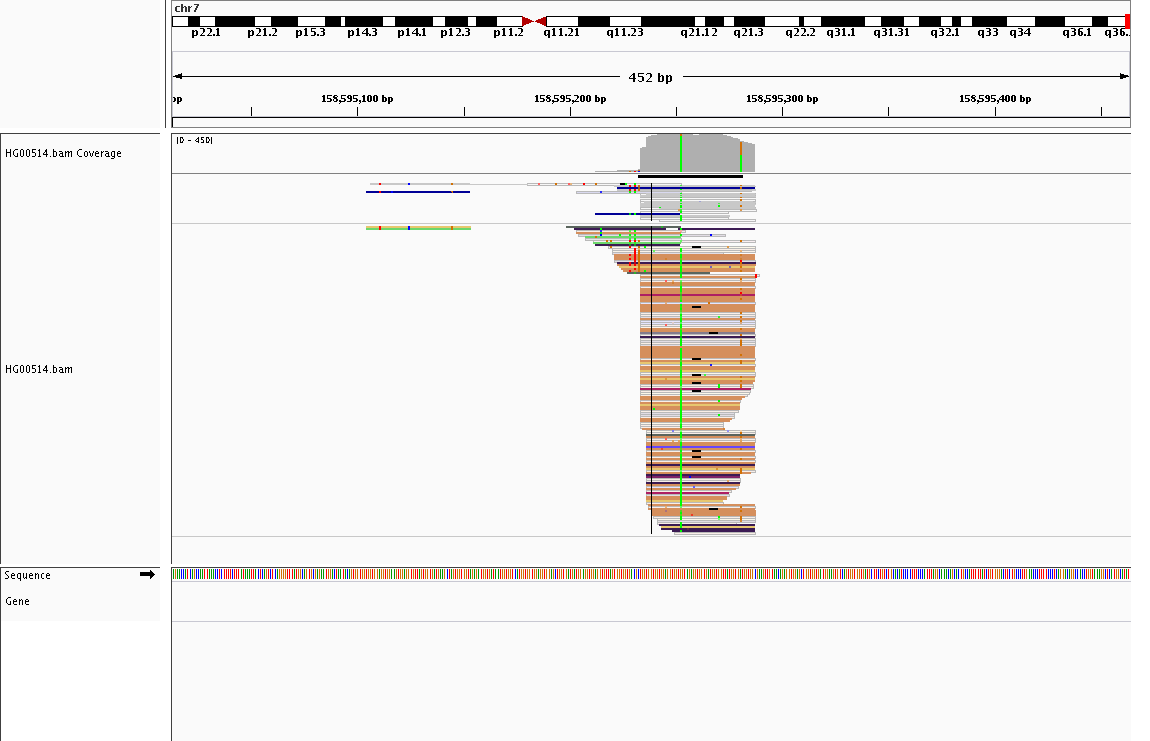 chr7
p22.1 p21.2 p15.3 p14.3 p14.1 p12.3 p11.2 q11.21 q11.23 q21.12 q21.3 q22.2 q31.1 q31.31 q32.1 q33 q34 q36.1 q36.
452 bp
bp 158,595,100 bp 158,595,200 bp 158,595,300 bp 158,595,400 bp
[0 - 450]
HG00514.bam Coverage
HG00514.bam
Sequence
Gene